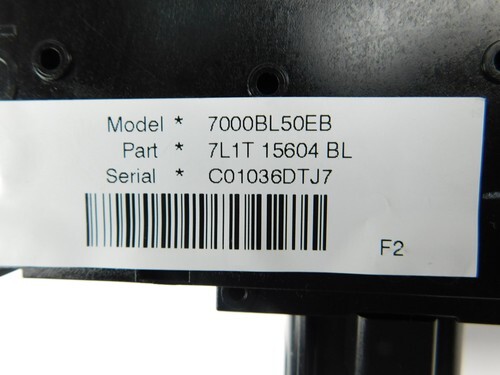 Model * 7000BL50EB
Part * 7L1T 15604 BL
Serial * C01036DTJ7
F2